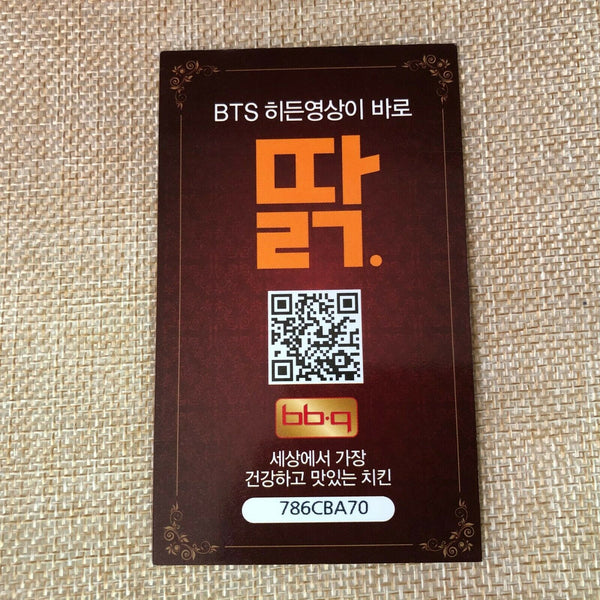 BTS 히든영상이 바로
딹.
bb.q
세상에서 가장
건강하고 맛있는 치킨
786CBA70